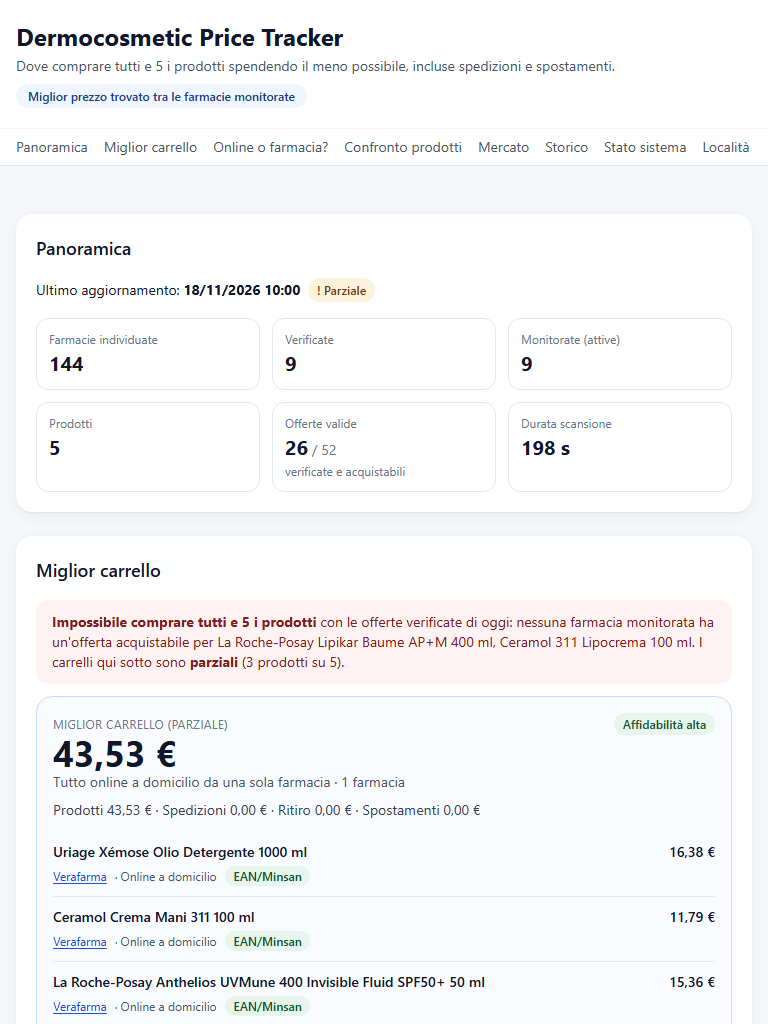 Dermocosmetic Price Tracker
Dove comprare tutti e 5 i prodotti spendendo il meno possibile, incluse spedizioni e spostamenti.
Miglior prezzo trovato tra le farmacie monitorate
Panoramica Miglior carrello Online o farmacia? Confronto prodotti Mercato Storico Stato sistema Località
Panoramica
Ultimo aggiornamento: 18/11/2026 10:00 ! Parziale
Farmacie individuate
144
Verificate
9
Monitorate (attive)
9
Prodotti
5
Offerte valide
26 / 52
verificate e acquistabili
Durata scansione
198 s
Miglior carrello
Impossibile comprare tutti e 5 i prodotti con le offerte verificate di oggi: nessuna farmacia monitorata ha
un'offerta acquistabile per La Roche-Posay Lipikar Baume AP+M 400 ml, Ceramol 311 Lipocrema 100 ml. I
carrelli qui sotto sono parziali (3 prodotti su 5).
MIGLIOR CARRELLO (PARZIALE)
Affidabilità alta
43,53 €
Tutto online a domicilio da una sola farmacia · 1 farmacia
Prodotti 43,53 € · Spedizioni 0,00 € · Ritiro 0,00 € · Spostamenti 0,00 €
Uriage Xémose Olio Detergente 1000 ml 16,38 €
Verafarma · Online a domicilio EAN/Minsan
Ceramol Crema Mani 311 100 ml 11,79 €
Verafarma · Online a domicilio EAN/Minsan
La Roche-Posay Anthelios UVMune 400 Invisible Fluid SPF50+ 50 ml 15,36 €
Verafarma · Online a domicilio EAN/Minsan